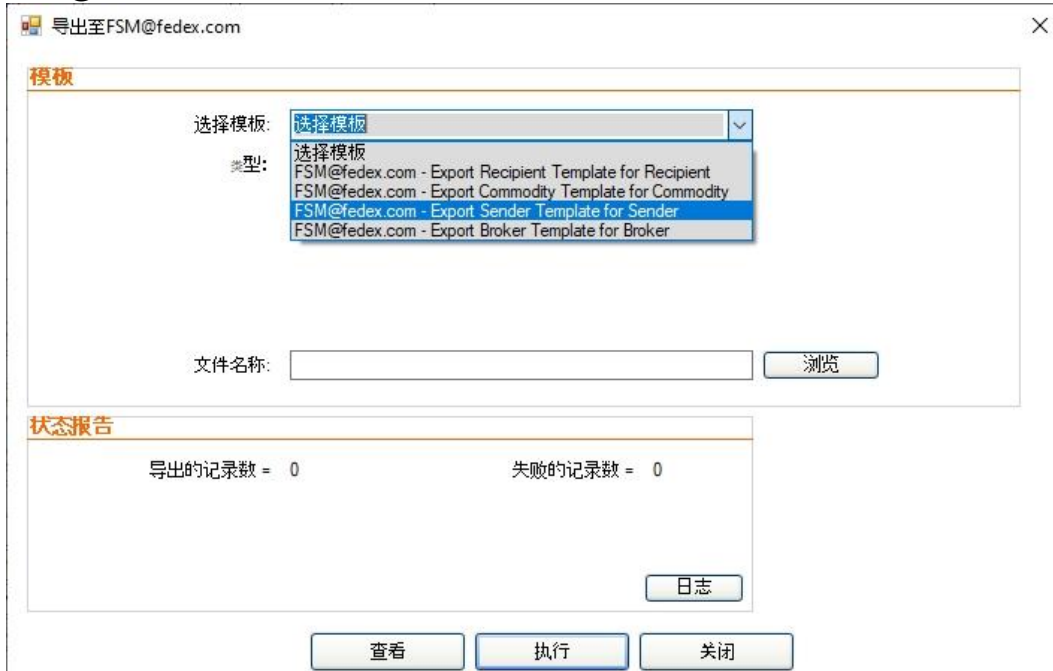 导出至FSM@fedex.com
模板
选择模板: 选择模板
选择模板
类型:
FSM@fedex.com - Export Recipient Template for Recipient
FSM@fedex.com - Export Commodity Template for Commodity
FSM@fedex.com - Export Sender Template for Sender
FSM@fedex.com - Export Broker Template for Broker
文件名称: 浏览
状态报告
导出的记录数 = 0 失败的记录数 = 0
日志
查看 执行 关闭